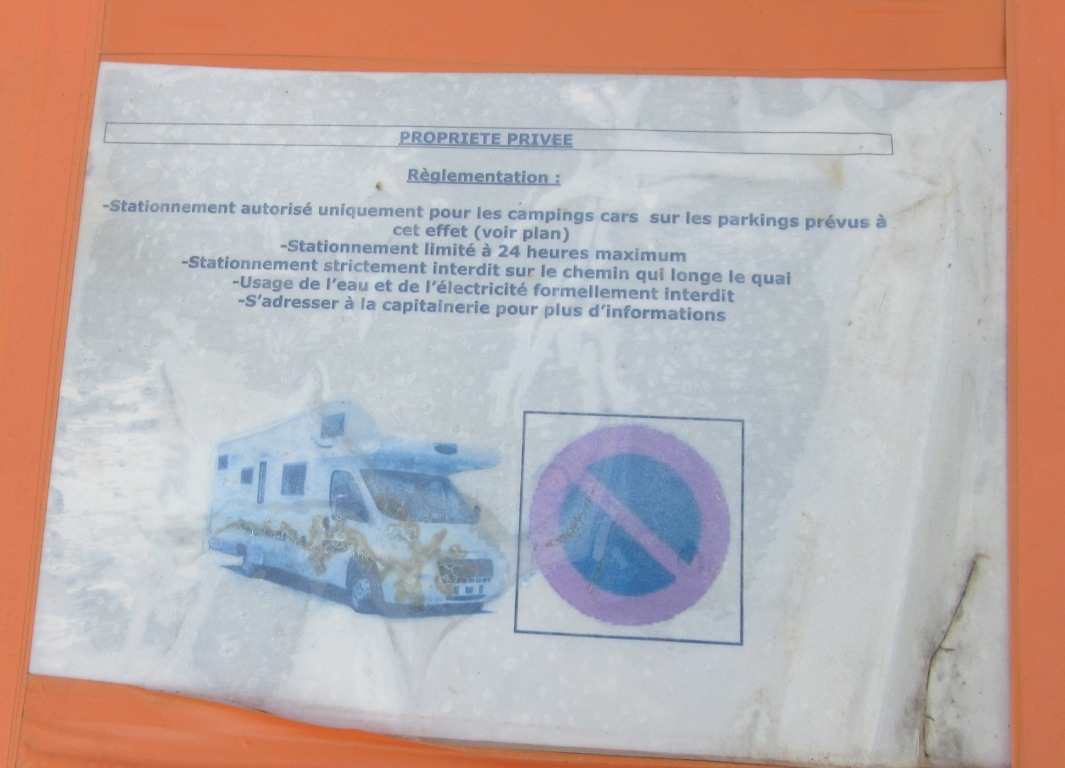 PROPRIETE PRIVEE
Règlementation :
-Stationnement autorisé uniquement pour les campings cars sur les parkings prévus à
cet effet (voir plan)
-Stationnement limité à 24 heures maximum
-Stationnement strictement interdit sur le chemin qui longe le quai
-Usage de l'eau et de l'électricité formellement interdit
-S'adresser à la capitainerie pour plus d'informations